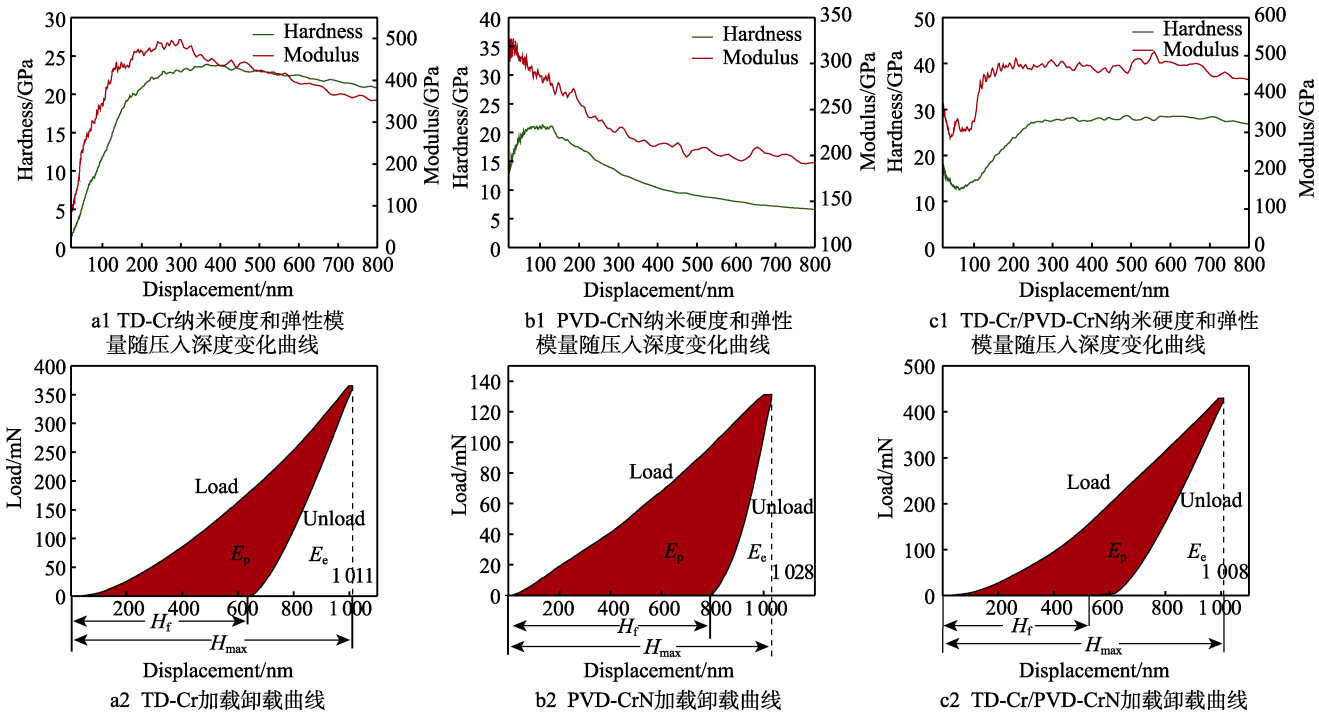 30
25
20
15
10
5
0
Hardness/GPa
Hardness
Modulus
500
400
300
200
100
0
Modulus/GPa
100 200 300 400 500 600 700 800
Displacement/nm
a1 TD-Cr纳米硬度和弹性模
量随压入深度变化曲线
40
35
30
25
20
15
10
5
0
Hardness/GPa
Hardness
Modulus
350
300
250
200
150
100
Modulus/GPa
100 200 300 400 500 600 700 800
Displacement/nm
b1 PVD-CrN纳米硬度和弹性
模量随压入深度变化曲线
50
40
30
20
10
0
Hardness/GPa
Hardness
Modulus
600
500
400
300
200
100
0
Modulus/GPa
100 200 300 400 500 600 700 800
Displacement/nm
c1 TD-Cr/PVD-CrN纳米硬度和弹性
模量随压入深度变化曲线
400
350
300
250
200
150
100
50
0
Load/mN
Load
Unload
Ep
Ee
1 011
200 400 600 800 1 000
Hf
Hmax
Displacement/nm
a2 TD-Cr加载卸载曲线
140
120
100
80
60
40
20
0
Load/mN
Load
Unload
Ep
Ee
1 028
200 400 600 800 1 000
Hf
Hmax
Displacement/nm
b2 PVD-CrN加载卸载曲线
500
400
300
200
100
0
Load/mN
Load
Unload
Ep
Ee
1 008
200 400 600 800 1 000
Hf
Hmax
Displacement/nm
c2 TD-Cr/PVD-CrN加载卸载曲线